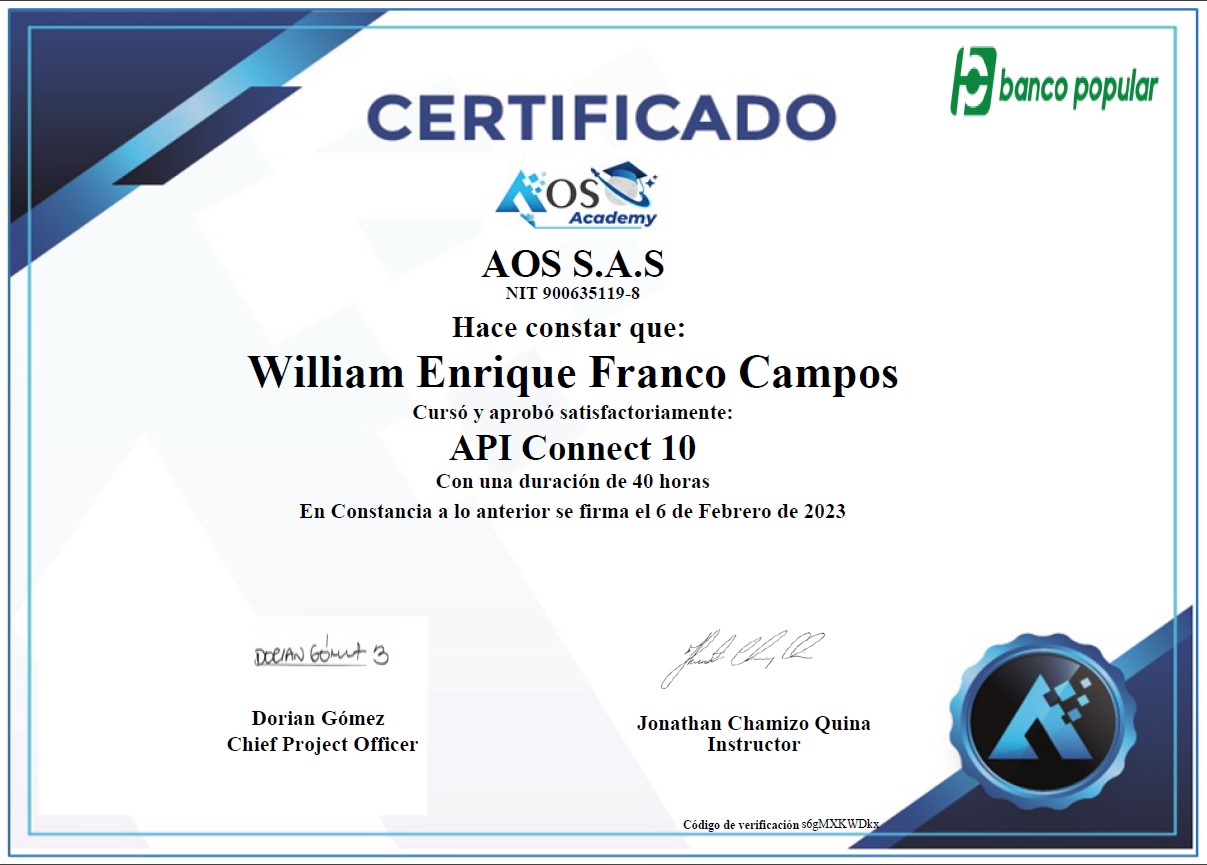 banco popular
CERTIFICADO
AOS
Academy
AOS S.A.S
NIT 900635119-8
Hace constar que:
William Enrique Franco Campos
Cursó y aprobó satisfactoriamente:
API Connect 10
Con una duración de 40 horas
En Constancia a lo anterior se firma el 6 de Febrero de 2023
Dorian Gómez
Chief Project Officer
Jonathan Chamizo Quina
Instructor
Código de verificación s6gMXKWDkx